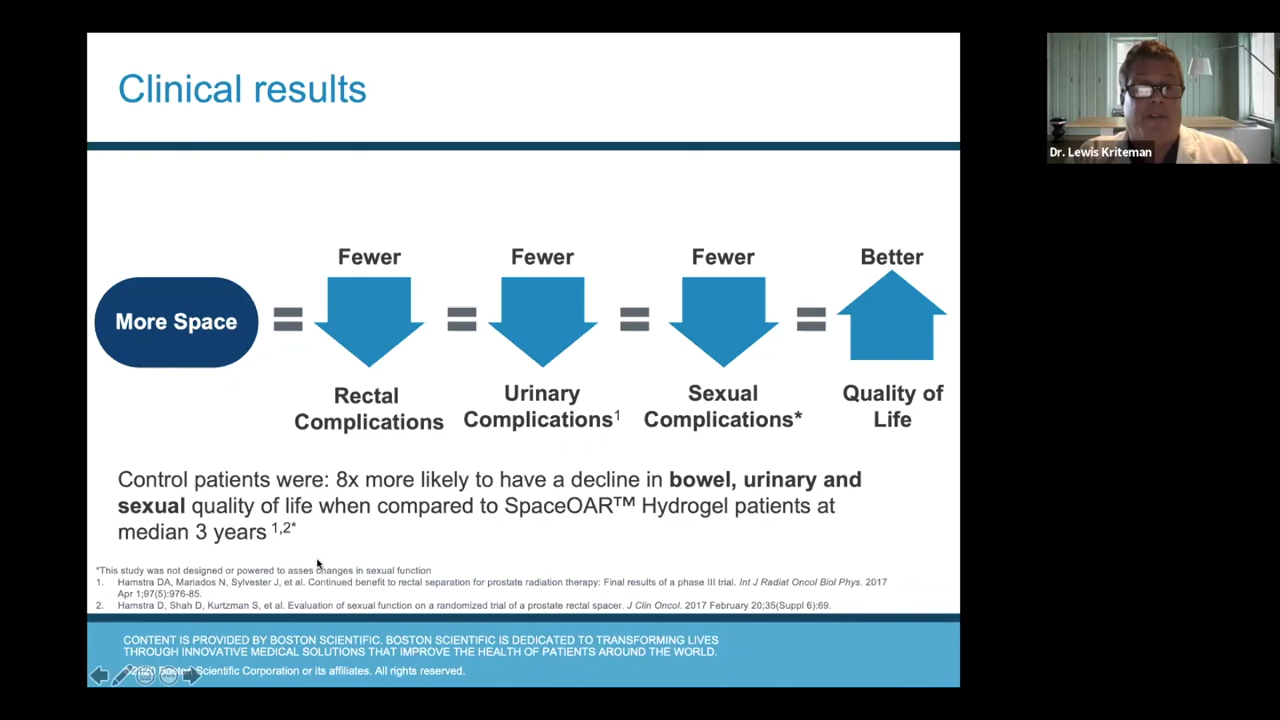 Clinical results
Dr. Lewis Kriteman
Fewer
Fewer
Fewer
Better
More Space
Rectal
Complications
Urinary
Complications¹
Sexual
Complications*
Quality of
Life
Control patients were: 8x more likely to have a decline in bowel, urinary and
sexual quality of life when compared to SpaceOAR™ Hydrogel patients at
median 3 years ¹,²*
*This study was not designed or powered to asses changes in sexual function
1. Hamstra DA, Mariados N, Sylvester J, et al. Continued benefit to rectal separation for prostate radiation therapy: Final results of a phase III trial. Int J Radiat Oncol Biol Phys. 2017
Apr 1;97(5):976-85.
2. Hamstra D, Shah D, Kurtzman S, et al. Evaluation of sexual function on a randomized trial of a prostate rectal spacer. J Clin Oncol. 2017 February 20;35(Suppl 6):69.
CONTENT IS PROVIDED BY BOSTON SCIENTIFIC. BOSTON SCIENTIFIC IS DEDICATED TO TRANSFORMING LIVES
THROUGH INNOVATIVE MEDICAL SOLUTIONS THAT IMPROVE THE HEALTH OF PATIENTS AROUND THE WORLD.
Scientific Corporation or its affiliates. All rights reserved.